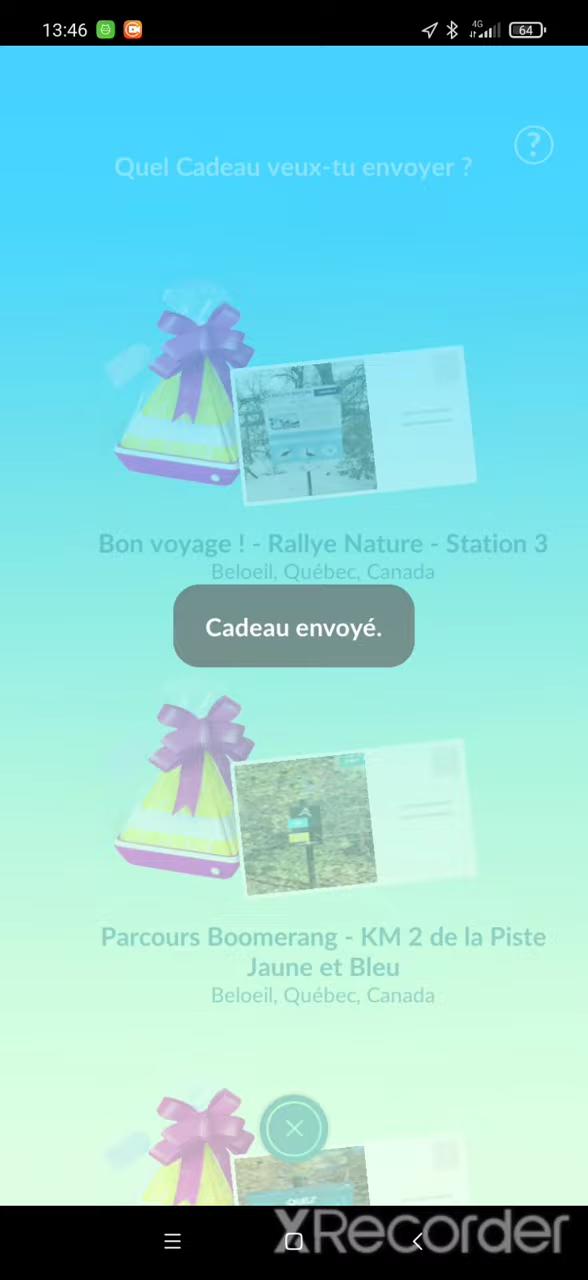 13:46
4G
64
Quel Cadeau veux-tu envoyer ?
?
Bon voyage ! - Rallye Nature - Station 3
Beloeil, Québec, Canada
Cadeau envoyé.
Parcours Boomerang - KM 2 de la Piste
Jaune et Bleu
Beloeil, Québec, Canada
XRecorder